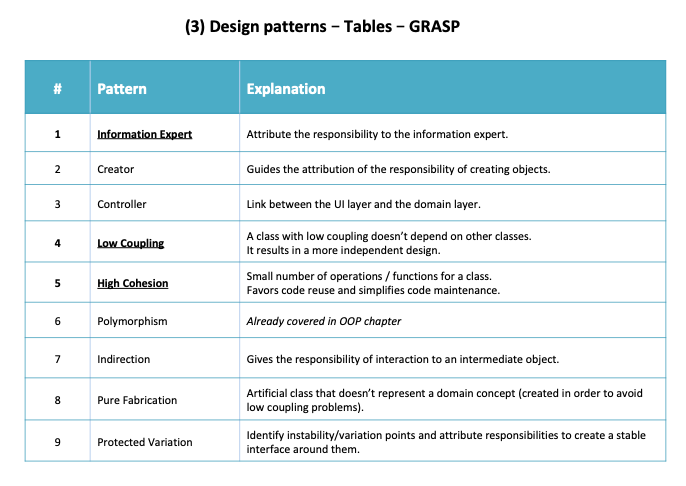 (3) Design patterns – Tables – GRASP
# Pattern Explanation
1 Information Expert Attribute the responsibility to the information expert.
2 Creator Guides the attribution of the responsibility of creating objects.
3 Controller Link between the UI layer and the domain layer.
4 Low Coupling A class with low coupling doesn't depend on other classes.
It results in a more independent design.
5 High Cohesion Small number of operations / functions for a class.
Favors code reuse and simplifies code maintenance.
6 Polymorphism Already covered in OOP chapter
7 Indirection Gives the responsibility of interaction to an intermediate object.
8 Pure Fabrication Artificial class that doesn't represent a domain concept (created in order to avoid
low coupling problems).
9 Protected Variation Identify instability/variation points and attribute responsibilities to create a stable
interface around them.